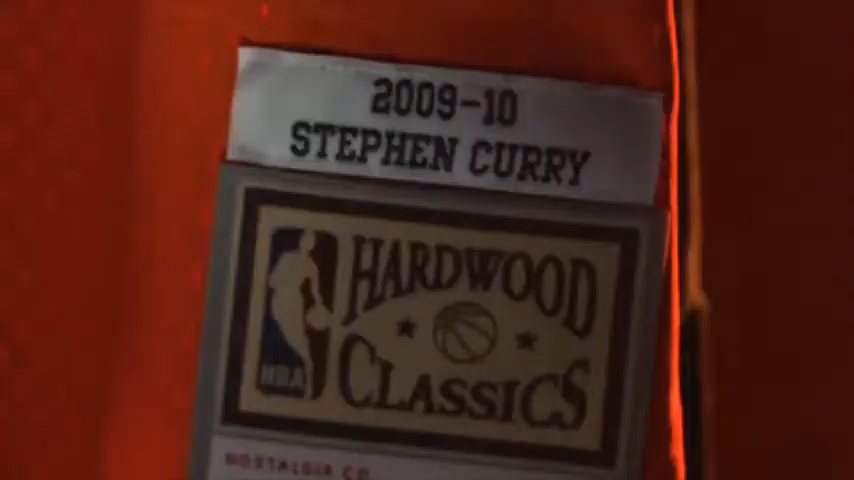 2009-10
STEPHEN CURRY
HARDWOOD
CLASSICS
NBA
NOSTALGIA CO.